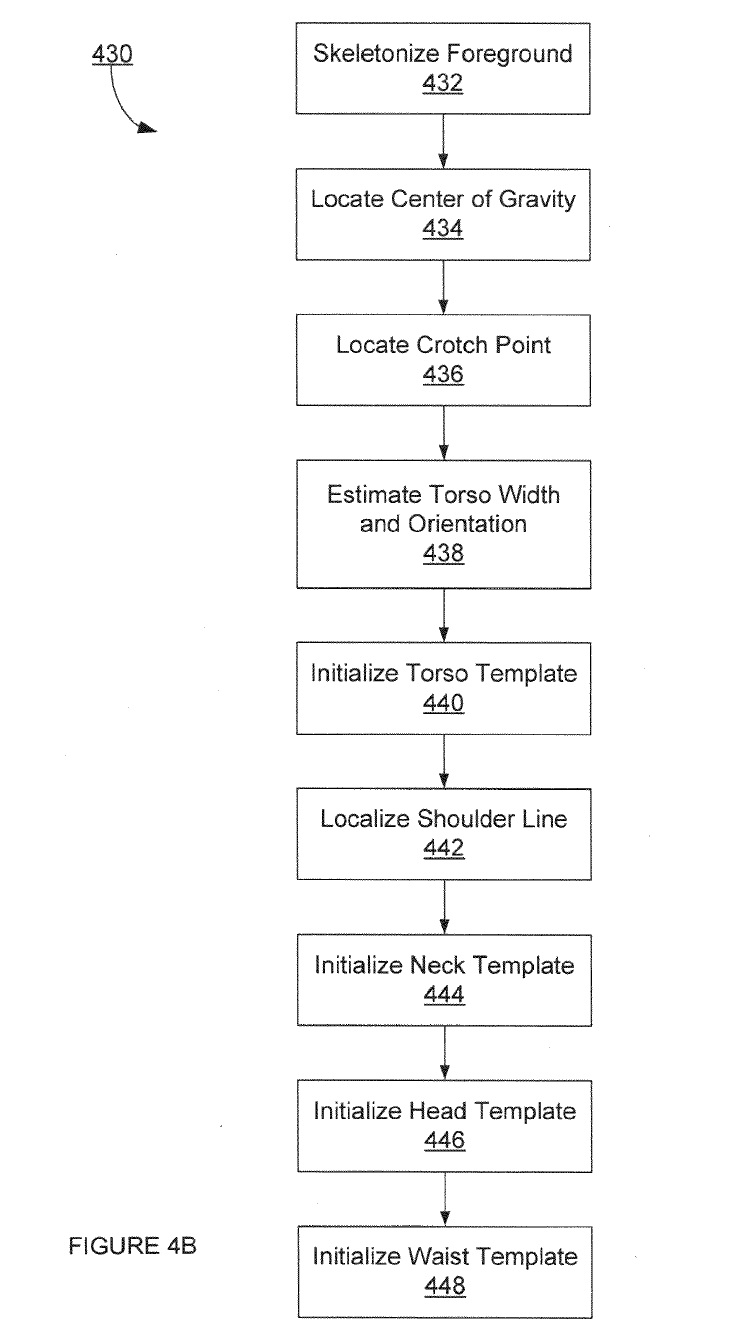 430
Skeletonize Foreground
432
Locate Center of Gravity
434
Locate Crotch Point
436
Estimate Torso Width
and Orientation
438
Initialize Torso Template
440
Localize Shoulder Line
442
Initialize Neck Template
444
Initialize Head Template
446
FIGURE 4B
Initialize Waist Template
448